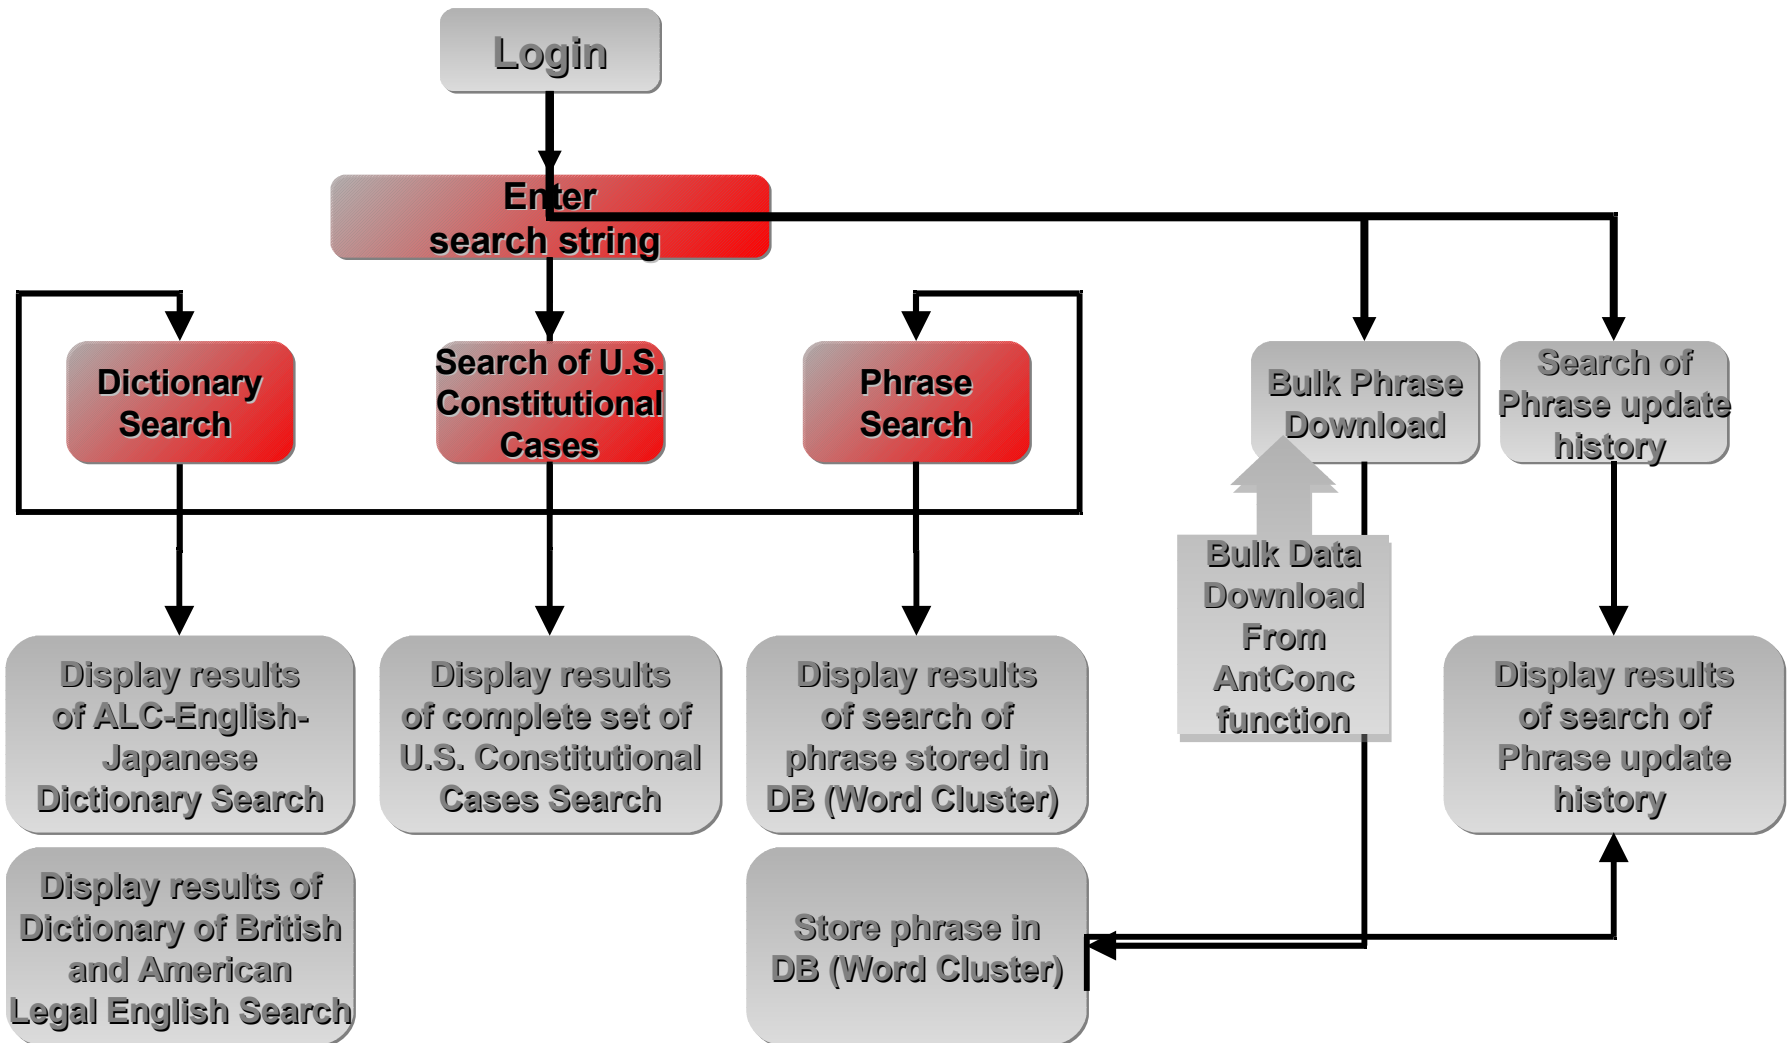 Login
Enter
search string
Dictionary
Search
Search of U.S.
Constitutional
Cases
Phrase
Search
Bulk Phrase
Download
Search of
Phrase update
history
Bulk Data
Download
From
AntConc
function
Display results
of ALC-English-
Japanese
Dictionary Search
Display results
of complete set of
U.S. Constitutional
Cases Search
Display results
of search of
phrase stored in
DB (Word Cluster)
Display results
of search of
Phrase update
history
Display results of
Dictionary of British
and American
Legal English Search
Store phrase in
DB (Word Cluster)